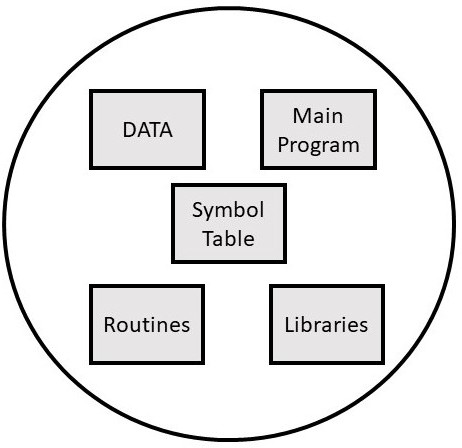 DATA
Main
Program
Symbol
Table
Routines
Libraries